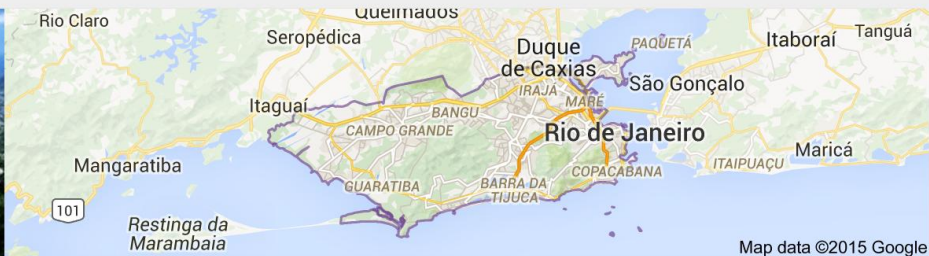 Rio Claro
Queimados
Seropédica
Duque
de Caxias
PAQUETÁ
Itaboraí
Tanguá
São Gonçalo
IRAJÁ
MARÉ
Itaguaí
BANGU
CAMPO GRANDE
Rio de Janeiro
Maricá
Mangaratiba
ITAIPUAÇU
COPACABANA
GUARATIBA
BARRA DA
TIJUCA
101
Restinga da
Marambaia
Map data ©2015 Google